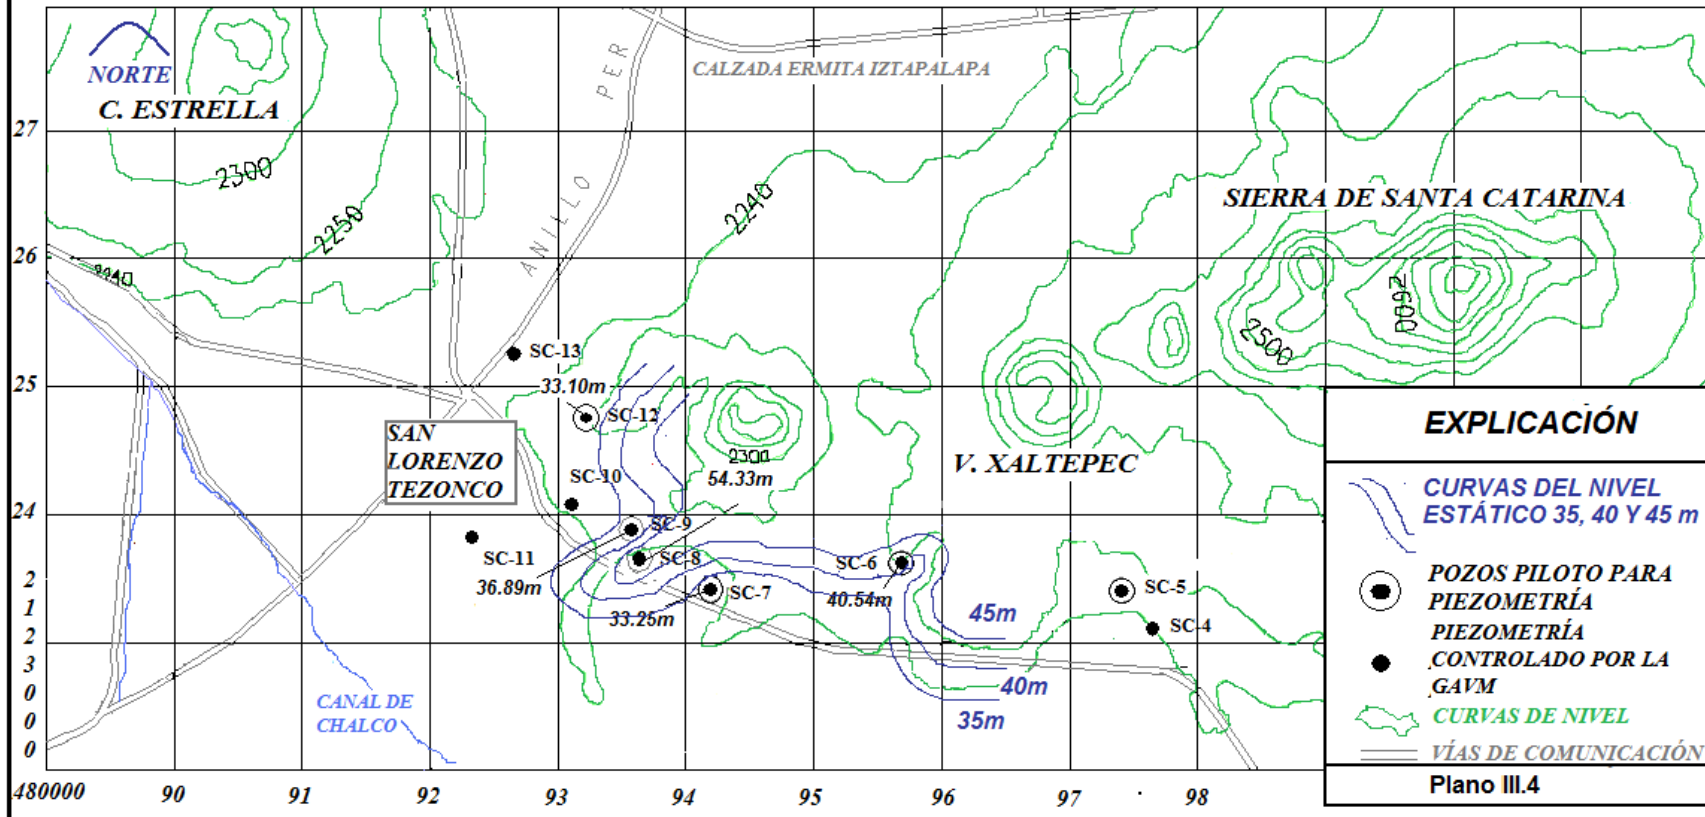 NORTE
C. ESTRELLA
CALZADA ERMITA IZTAPALAPA
ANILLO PER
27
2300
2250
2240
SIERRA DE SANTA CATARINA
26
2240
2500
2600
SC-13
33.10m
25
SC-12
SAN
LORENZO
TEZONCO
2300
54.33m
V. XALTEPEC
SC-10
24
SC-9
SC-11
SC-8
SC-6
36.89m
SC-7
40.54m
SC-5
33.25m
45m
SC-4
2
1
2
3
0
0
0
0
40m
35m
CANAL DE
CHALCO
480000
90
91
92
93
94
95
96
97
98
EXPLICACIÓN
CURVAS DEL NIVEL
ESTÁTICO 35, 40 Y 45 m
POZOS PILOTO PARA
PIEZOMETRÍA
PIEZOMETRÍA
CONTROLADO POR LA
GAVM
CURVAS DE NIVEL
VÍAS DE COMUNICACIÓN
Plano III.4